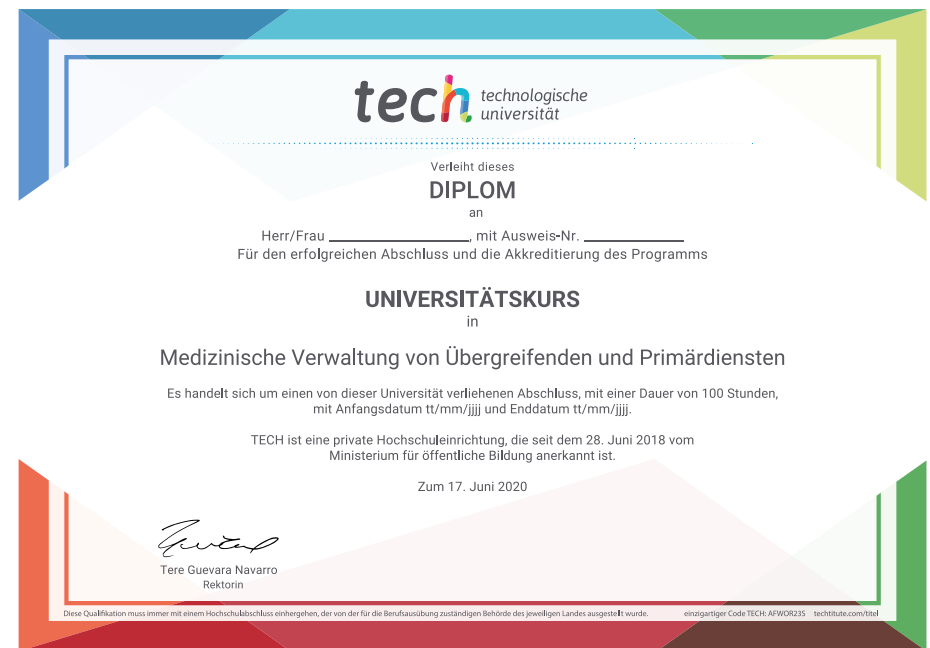 tech technologische
universität
Verleiht dieses
DIPLOM
an
Herr/Frau ____________________, mit Ausweis-Nr. ______________
Für den erfolgreichen Abschluss und die Akkreditierung des Programms
UNIVERSITÄTSKURS
in
Medizinische Verwaltung von Übergreifenden und Primärdiensten
Es handelt sich um einen von dieser Universität verliehenen Abschluss, mit einer Dauer von 100 Stunden,
mit Anfangsdatum tt/mm/jjjj und Enddatum tt/mm/jjjj.
TECH ist eine private Hochschuleinrichtung, die seit dem 28. Juni 2018 vom
Ministerium für öffentliche Bildung anerkannt ist.
Zum 17. Juni 2020
Tere Guevara Navarro
Rektorin
Diese Qualifikation muss immer mit einem Hochschulabschluss einhergehen, der von der für die Berufsausübung zuständigen Behörde des jeweiligen Landes ausgestellt wurde. einzigartiger Code TECH: AFWOR23S techtitute.com/titel